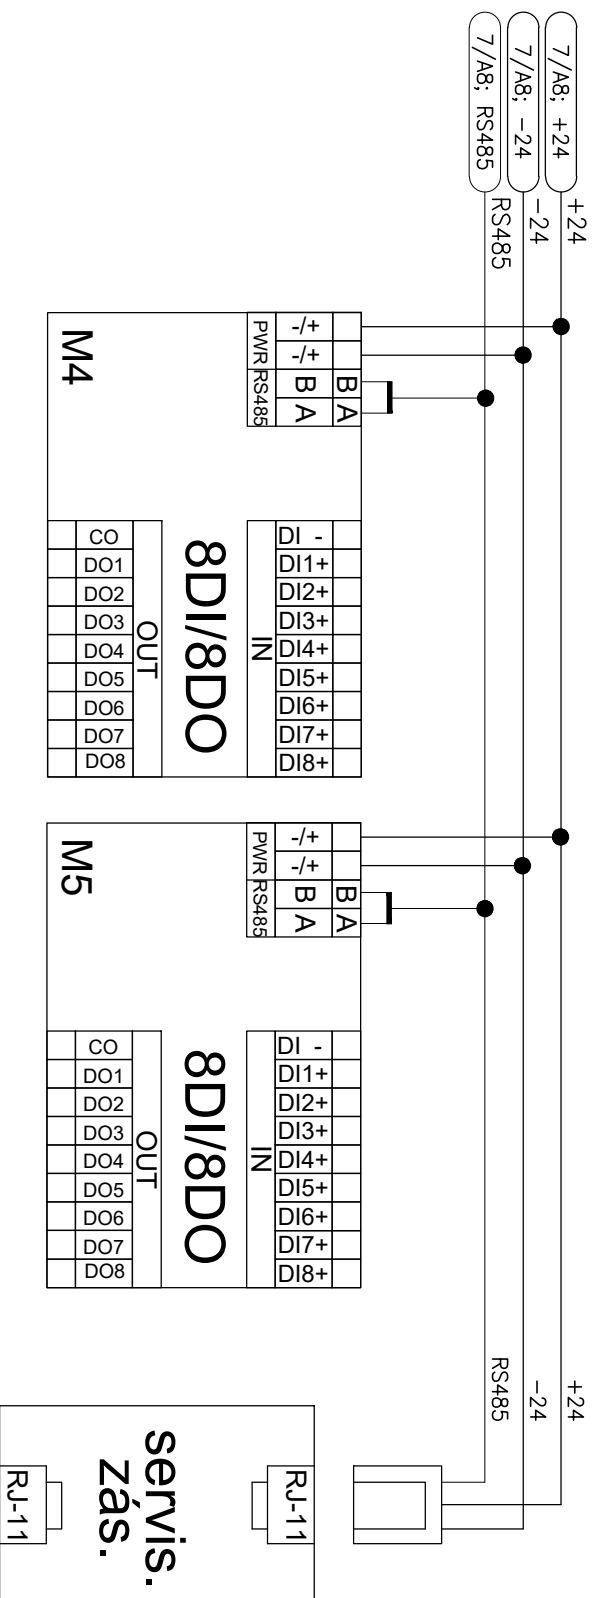 7/A8; +24
+24
7/A8; -24
-24
7/A8; RS485
RS485
M4
PWR
RS485
-/+
-/+
B
A
B
A
8DI/8DO
IN
DI -
DI1+
DI2+
DI3+
DI4+
DI5+
DI6+
DI7+
DI8+
OUT
CO
DO1
DO2
DO3
DO4
DO5
DO6
DO7
DO8
M5
PWR
RS485
-/+
-/+
B
A
B
A
8DI/8DO
IN
DI -
DI1+
DI2+
DI3+
DI4+
DI5+
DI6+
DI7+
DI8+
OUT
CO
DO1
DO2
DO3
DO4
DO5
DO6
DO7
DO8
+24
-24
RS485
RJ-11
servis.
zás.
RJ-11